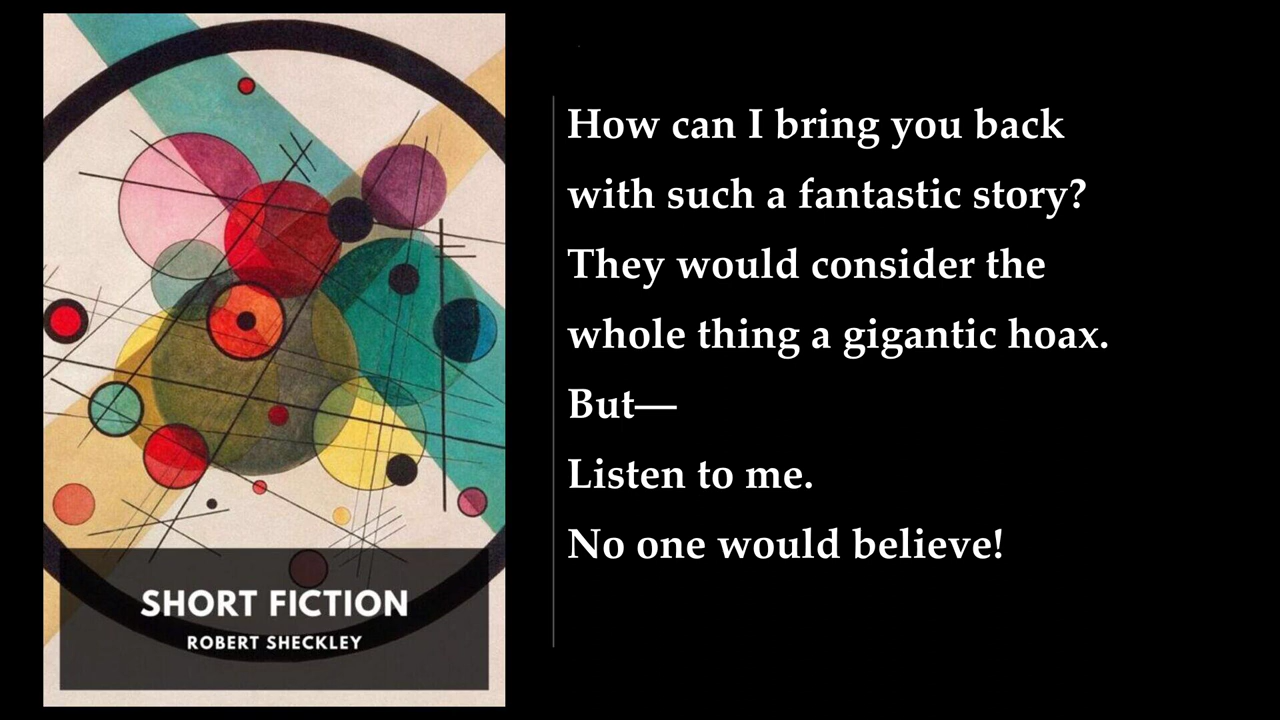 SHORT FICTION
ROBERT SHECKLEY
How can I bring you back
with such a fantastic story?
They would consider the
whole thing a gigantic hoax.
But—
Listen to me.
No one would believe!